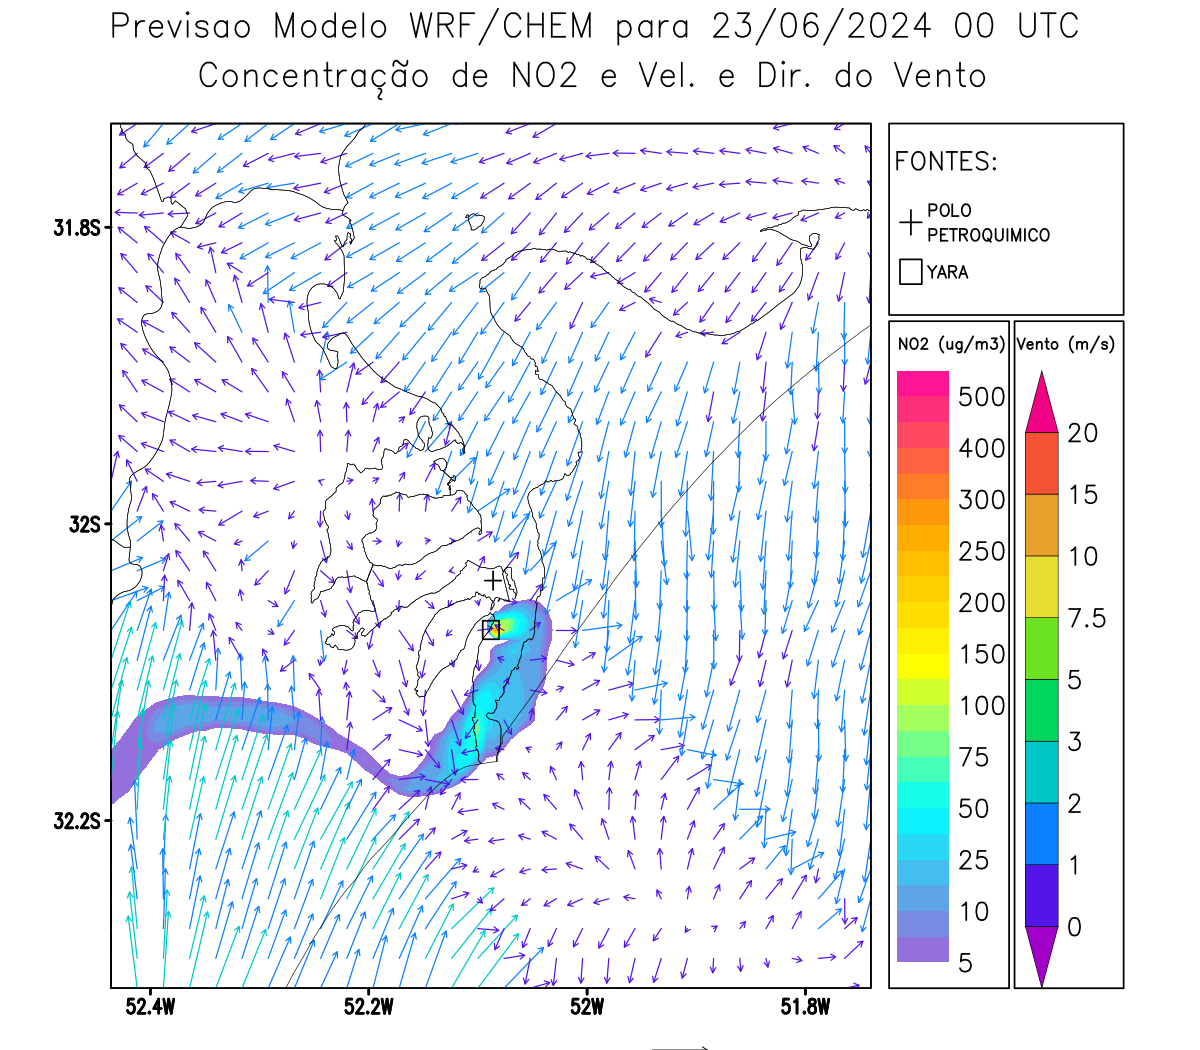 Previsao Modelo WRF/CHEM para 23/06/2024 00 UTC
Concentração de NO2 e Vel. e Dir. do Vento
FONTES:
POLO
PETROQUIMICO
YARA
NO2 (ug/m3)
500
400
300
250
200
150
100
75
50
25
10
5
Vento (m/s)
20
15
10
7.5
5
3
2
1
0
31.8S
32S
32.2S
52.4W
52.2W
52W
51.8W